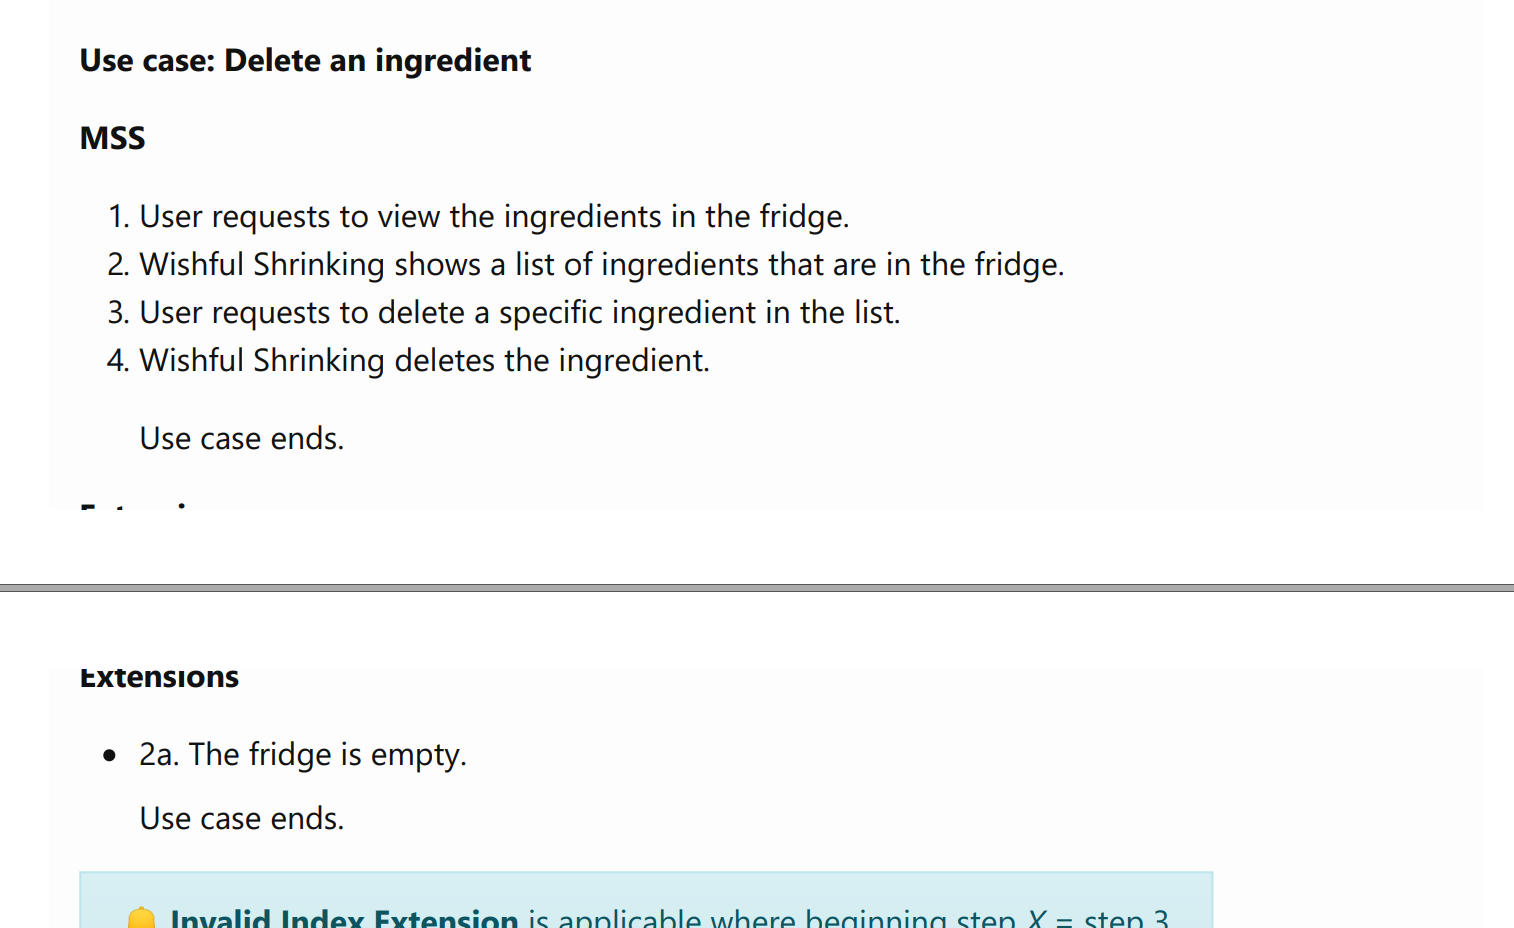 Use case: Delete an ingredient
MSS
1. User requests to view the ingredients in the fridge.
2. Wishful Shrinking shows a list of ingredients that are in the fridge.
3. User requests to delete a specific ingredient in the list.
4. Wishful Shrinking deletes the ingredient.
Use case ends.
Extensions
• 2a. The fridge is empty.
Use case ends.
🔔 Invalid Index Extension is applicable where beginning step X = step 3